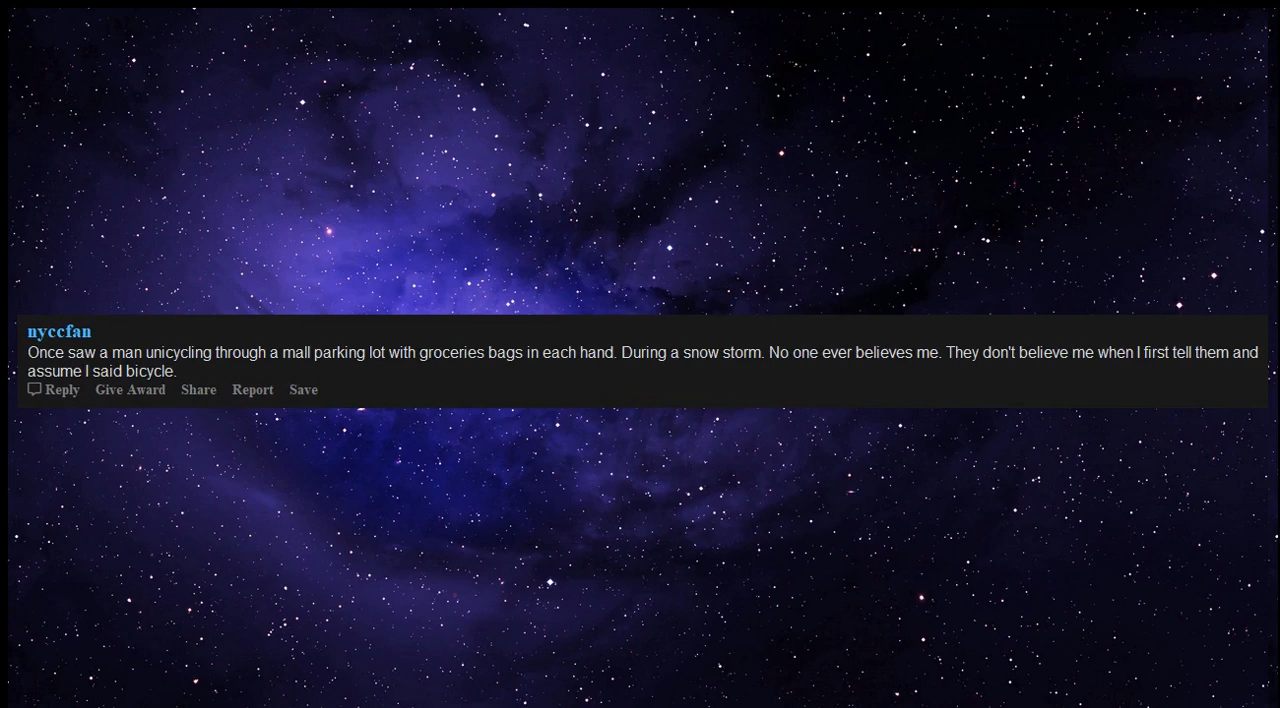 nyccfan
Once saw a man unicycling through a mall parking lot with groceries bags in each hand. During a snow storm. No one ever believes me. They don't believe me when I first tell them and
assume I said bicycle.
Reply Give Award Share Report Save